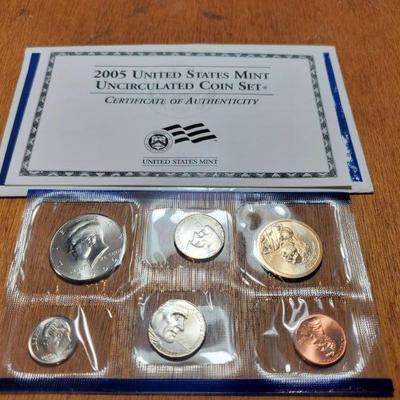 2005 UNITED STATES MINT
UNCIRCULATED COIN SET®
CERTIFICATE OF AUTHENTICITY
UNITED STATES MINT